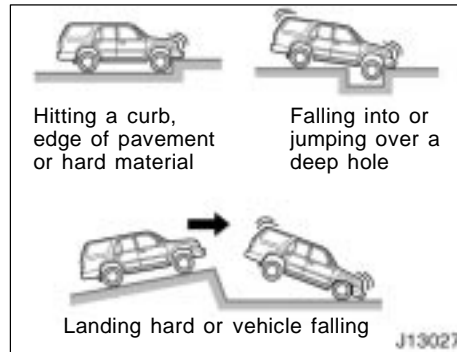 Hitting a curb,
edge of pavement
or hard material
Falling into or
jumping over a
deep hole
Landing hard or vehicle falling
J13027